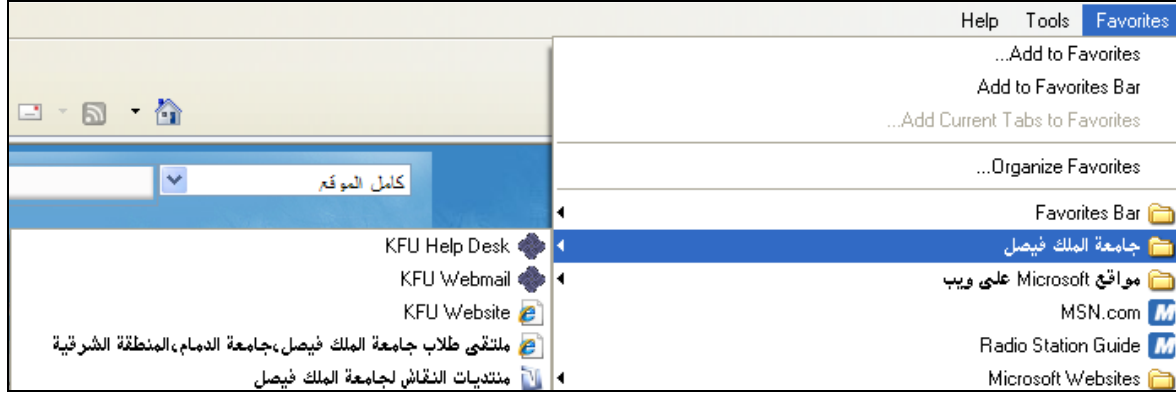 Help Tools Favorites
...Add to Favorites
Add to Favorites Bar
...Add Current Tabs to Favorites
...Organize Favorites
كامل الموقع
Favorites Bar
جامعة الملك فيصل
مواقع Microsoft على ويب
MSN.com
Radio Station Guide
Microsoft Websites
KFU Help Desk
KFU Webmail
KFU Website
ملتقى طلاب جامعة الملك فيصل،جامعة الدمام،المنطقة الشرقية
منتديات النقاش لجامعة الملك فيصل